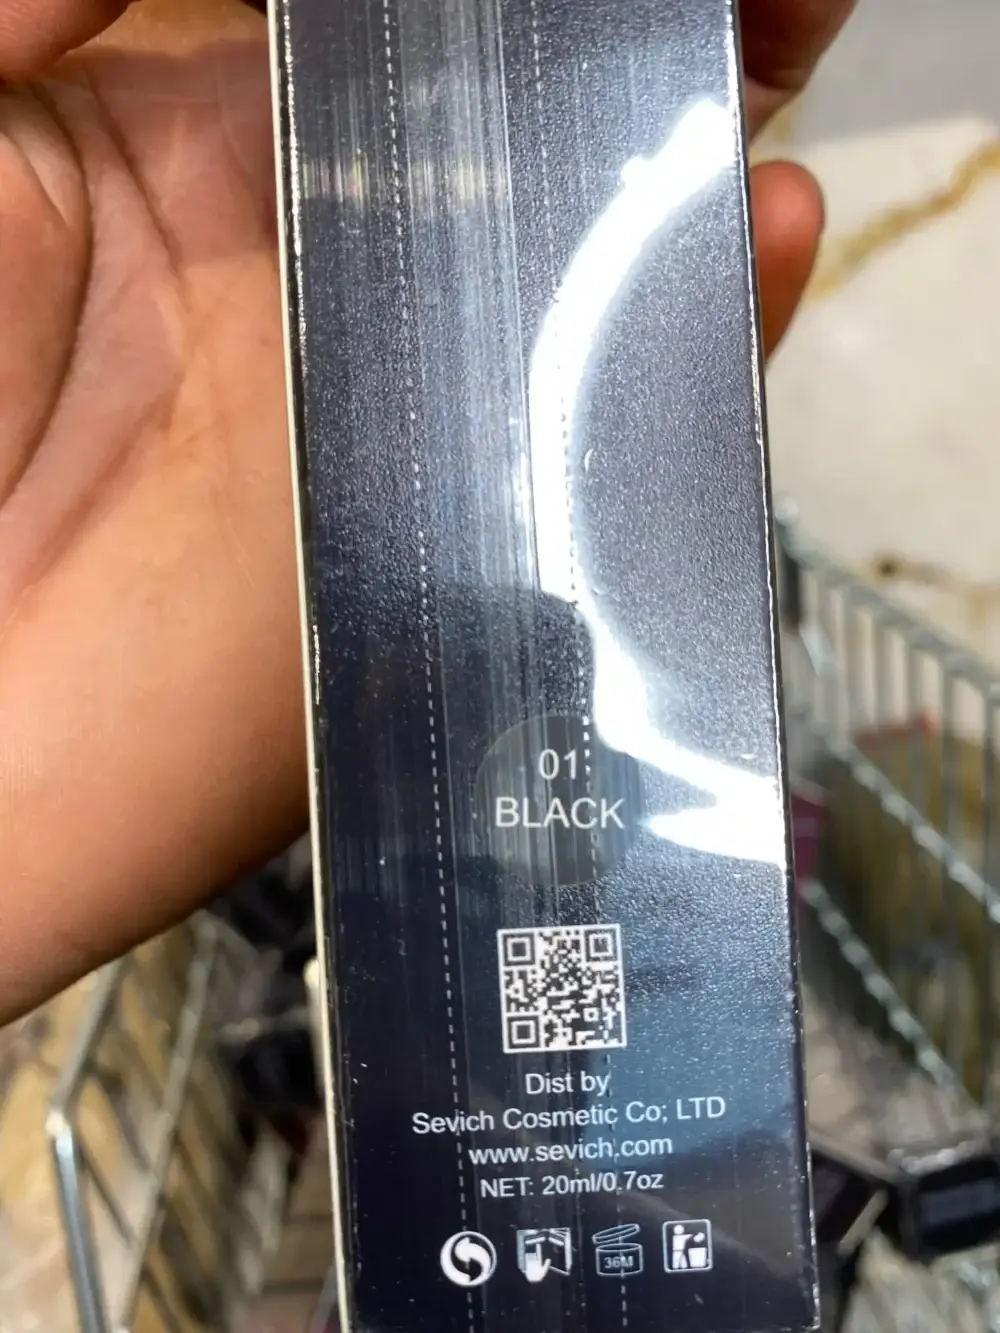 01
BLACK
Dist by
Sevich Cosmetic Co; LTD
www.sevich.com
NET: 20ml/0.7oz
36M